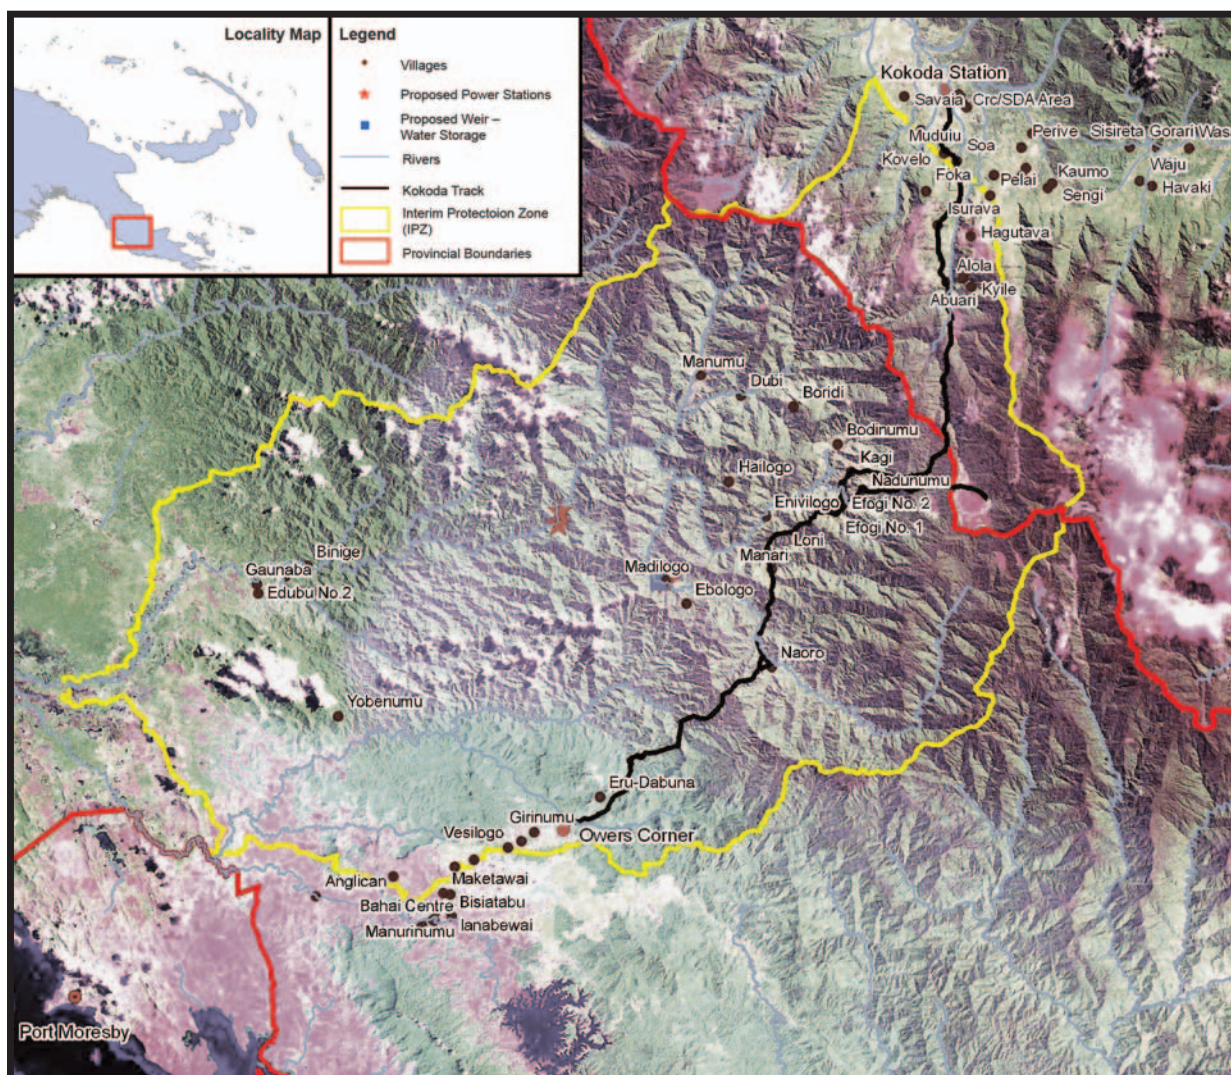 Locality Map
Legend
Villages
Proposed Power Stations
Proposed Weir –
Water Storage
Rivers
Kokoda Track
Interim Protectoion Zone
(IPZ)
Provincial Boundaries
Kokoda Station
Savaia
Crc/SDA Area
Muduiu
Perive
Sisireta
Gorari
Was
Kovelo
Soa
Foka
Pelai
Kaumo
Waju
Sengi
Havaki
Isurava
Hagutava
Alola
Kyile
Abuari
Manumu
Dubi
Boridi
Bodinumu
Kagi
Hailogo
Nadunumu
Enivilogo
Efogi No. 2
Efogi No. 1
Loni
Manari
Binige
Gaunaba
Edubu No.2
Madilogo
Ebologo
Naoro
Yobenumu
Eru-Dabuna
Girinumu
Vesilogo
Owers Corner
Anglican
Maketawai
Bahai Centre
Bisiatabu
Manurinumu
Ianabewai
Port Moresby